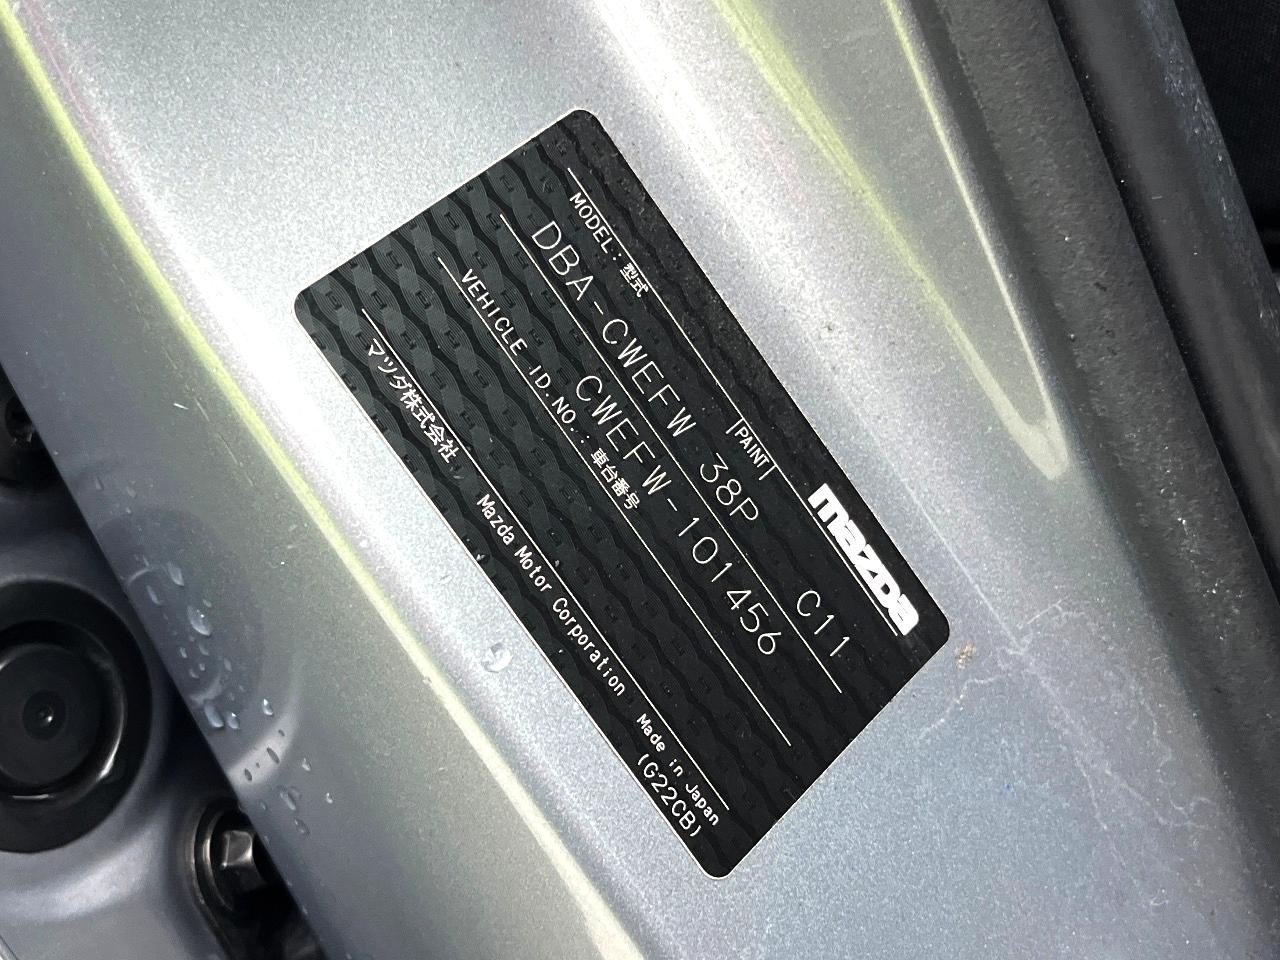 mazda
MODEL:型式 PAINT
DBA-CWEFW 38P C11
CWEFW-101456
VEHICLE ID.NO.:車台番号
マツダ株式会社 Mazda Motor Corporation Made in Japan
(G22CB)